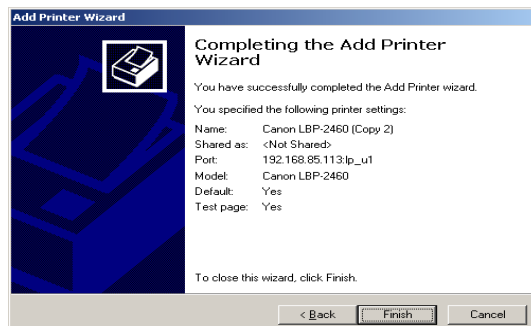 Add Printer Wizard
Completing the Add Printer
Wizard
You have successfully completed the Add Printer wizard.
You specified the following printer settings:
Name: Canon LBP-2460 (Copy 2)
Shared as: <Not Shared>
Port: 192.168.85.113:lp_u1
Model: Canon LBP-2460
Default: Yes
Test page: Yes
To close this wizard, click Finish.
< Back Finish Cancel